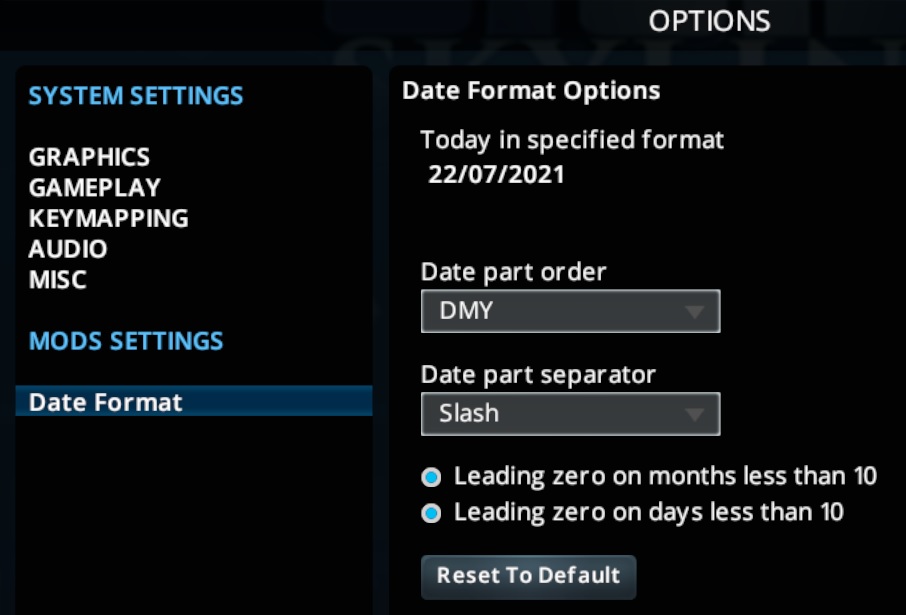 OPTIONS
SYSTEM SETTINGS
GRAPHICS
GAMEPLAY
KEYMAPPING
AUDIO
MISC
MODS SETTINGS
Date Format
Date Format Options
Today in specified format
22/07/2021
Date part order
DMY
Date part separator
Slash
Leading zero on months less than 10
Leading zero on days less than 10
Reset To Default